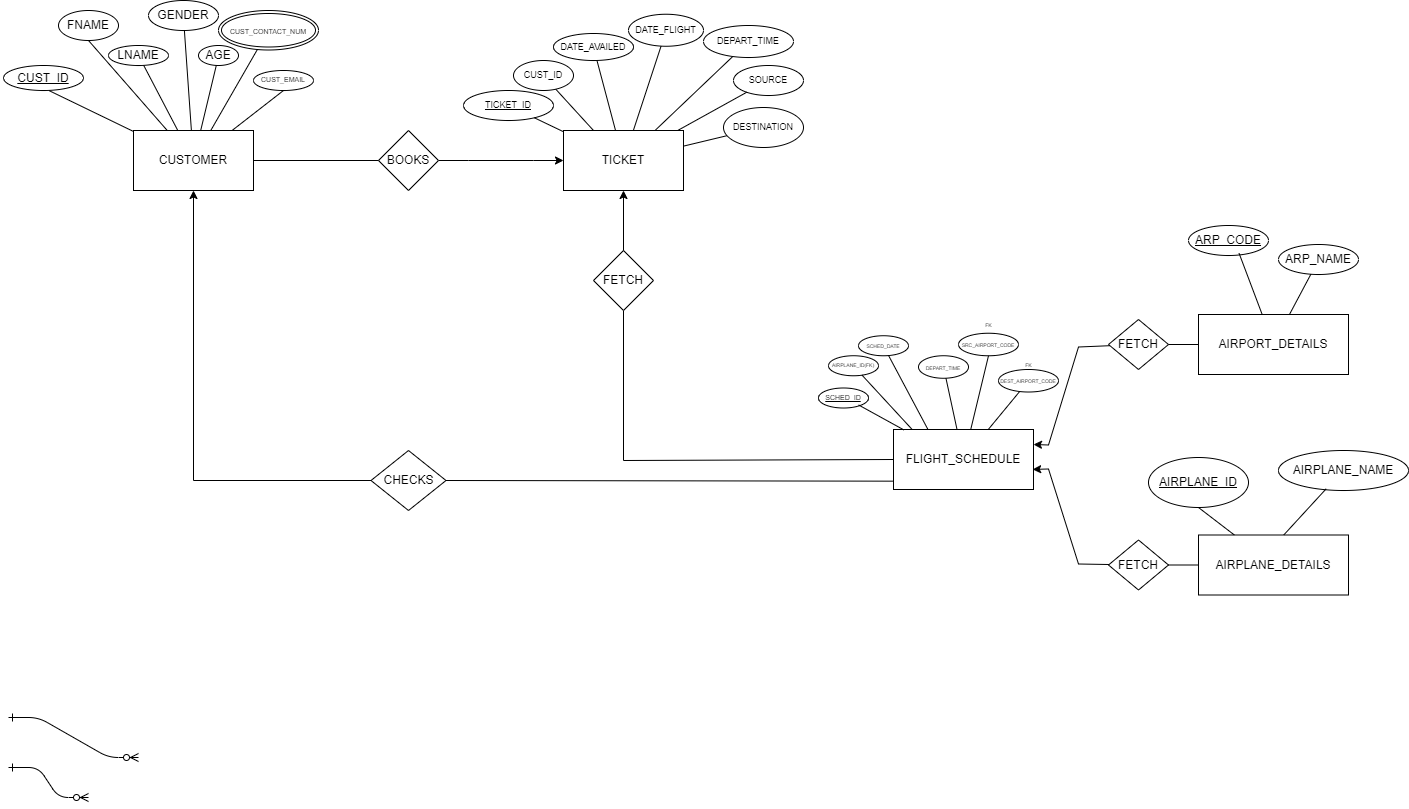 FNAME
GENDER
CUST_CONTACT_NUM
LNAME
AGE
CUST_ID
CUST_EMAIL
CUSTOMER
BOOKS
DATE_FLIGHT
DATE_AVAILED
DEPART_TIME
CUST_ID
SOURCE
TICKET_ID
DESTINATION
TICKET
FETCH
CHECKS
FK
SCHED_DATE
SRC_AIRPORT_CODE
AIRPLANE_ID(FK)
DEPART_TIME
FK
DEST_AIRPORT_CODE
SCHED_ID
FLIGHT_SCHEDULE
ARP_CODE
ARP_NAME
FETCH
AIRPORT_DETAILS
AIRPLANE_ID
AIRPLANE_NAME
FETCH
AIRPLANE_DETAILS